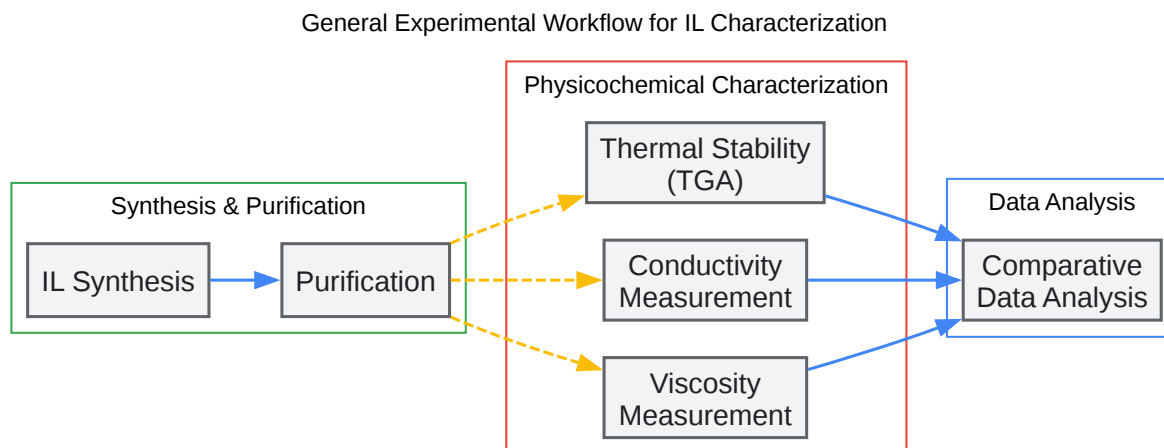 General Experimental Workflow for IL Characterization
Synthesis & Purification
IL Synthesis
Purification
Physicochemical Characterization
Thermal Stability
(TGA)
Conductivity
Measurement
Viscosity
Measurement
Data Analysis
Comparative
Data Analysis